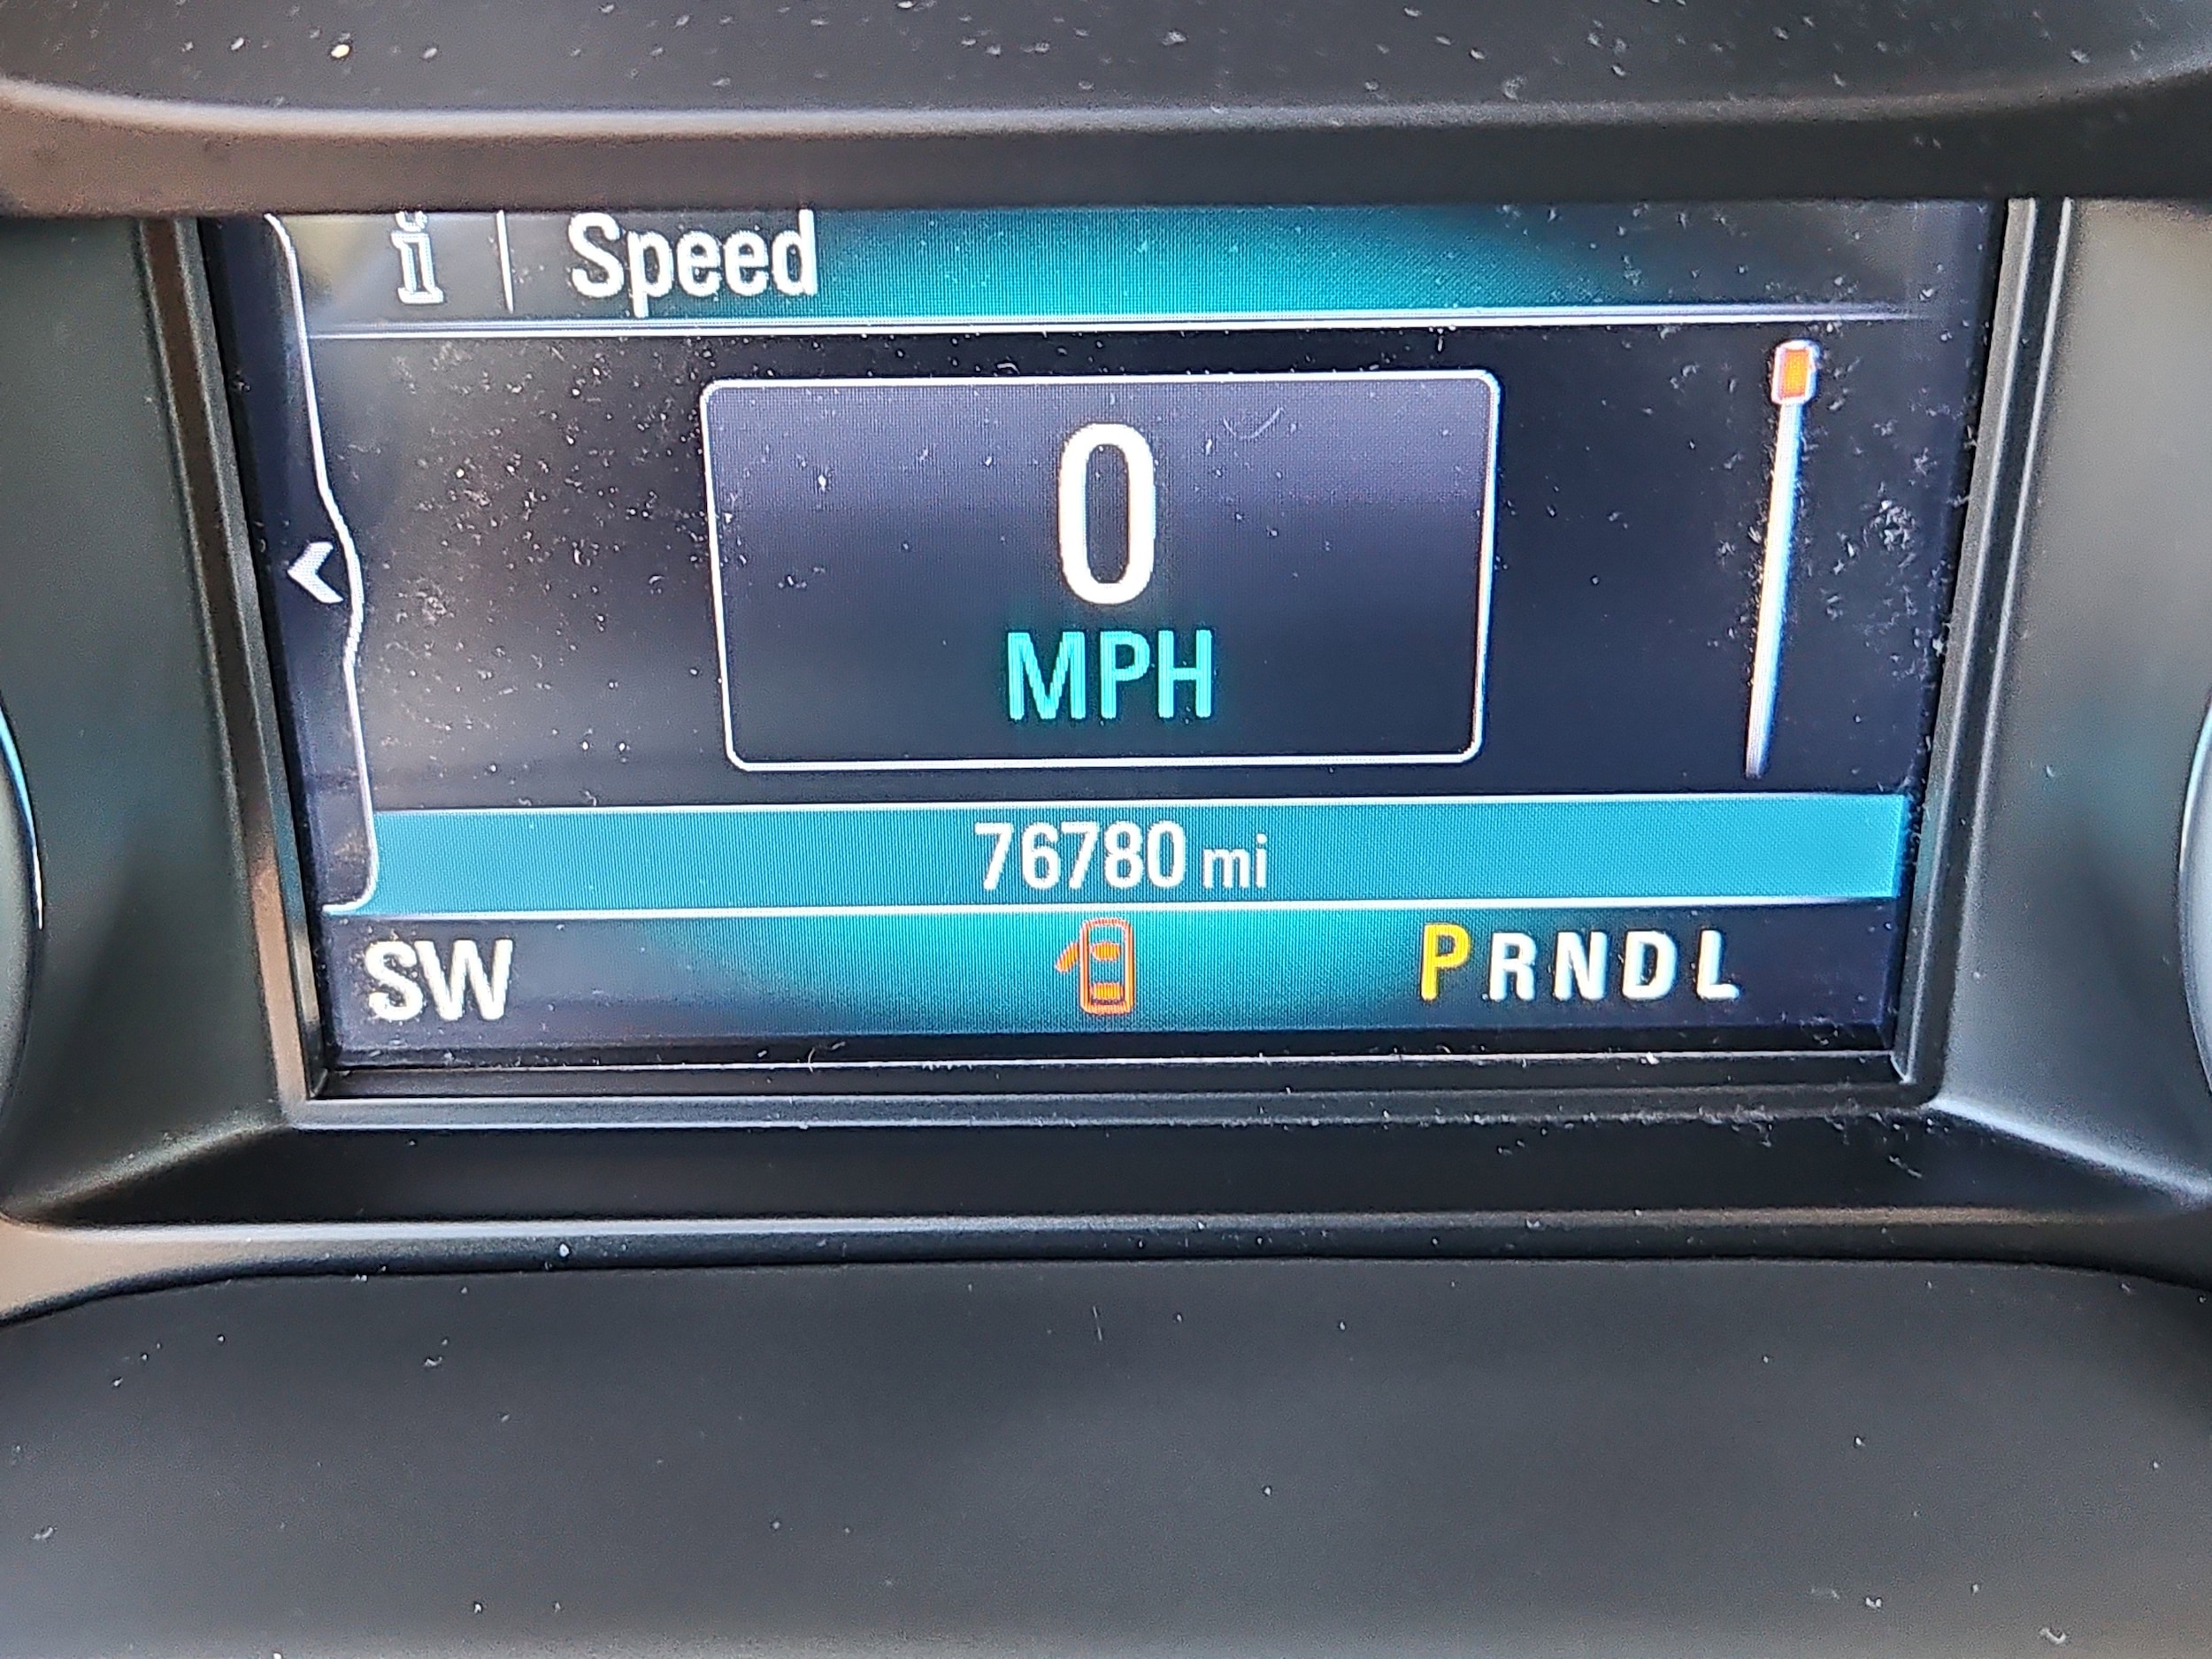 i Speed
0
MPH
76780 mi
SW PRNDL